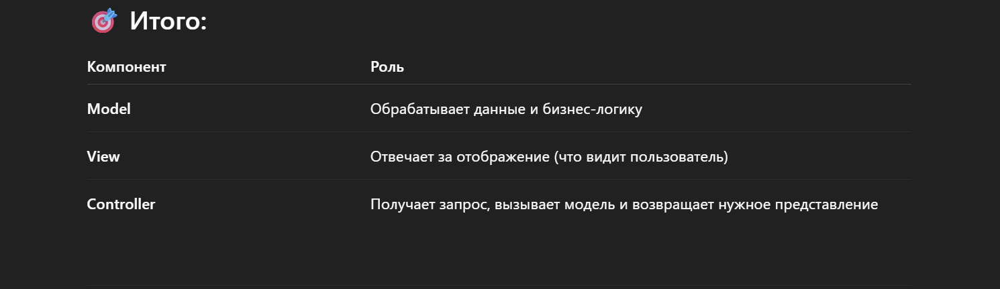 🎯 Итого:
Компонент Роль
Model Обрабатывает данные и бизнес-логику
View Отвечает за отображение (что видит пользователь)
Controller Получает запрос, вызывает модель и возвращает нужное представление